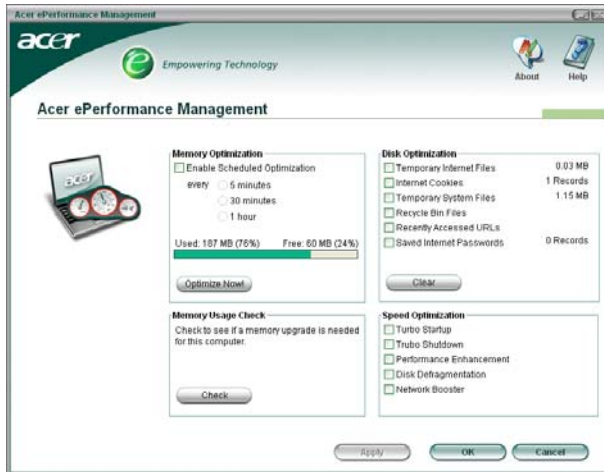 Acer ePerformance Management
acer
e
Empowering Technology
About
Help
Acer ePerformance Management
acer
Memory Optimization
Enable Scheduled Optimization
every
5 minutes
30 minutes
1 hour
Used: 187 MB (76%) Free: 60 MB (24%)
Optimize Now!
Disk Optimization
Temporary Internet Files 0.03 MB
Internet Cookies 1 Records
Temporary System Files 1.15 MB
Recycle Bin Files
Recently Accessed URLs
Saved Internet Passwords 0 Records
Clear
Memory Usage Check
Check to see if a memory upgrade is needed
for this computer.
Check
Speed Optimization
Turbo Startup
Trubo Shutdown
Performance Enhancement
Disk Defragmentation
Network Booster
Apply
OK
Cancel